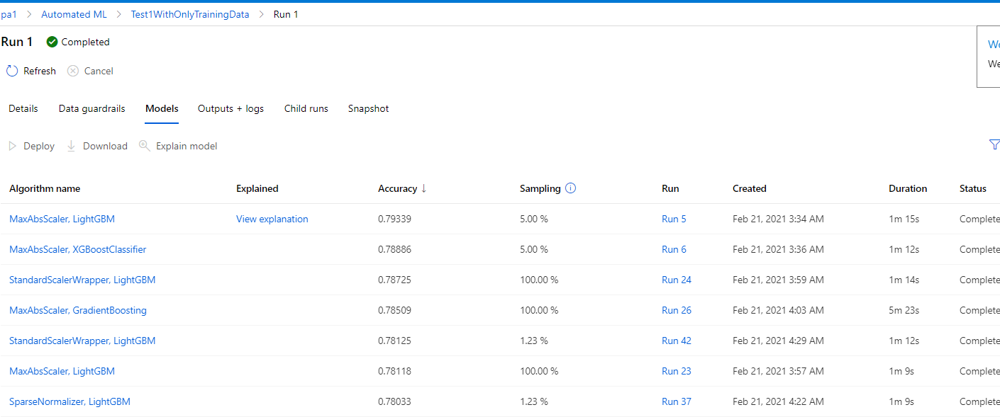 pa1 > Automated ML > Test1WithOnlyTrainingData > Run 1
Run 1 Completed
We
Refresh Cancel
We
Details Data guardrails Models Outputs + logs Child runs Snapshot
Deploy Download Explain model
Algorithm name Explained Accuracy ↓ Sampling Run Created Duration Status
MaxAbsScaler, LightGBM View explanation 0.79339 5.00 % Run 5 Feb 21, 2021 3:34 AM 1m 15s Complete
MaxAbsScaler, XGBoostClassifier 0.78886 5.00 % Run 6 Feb 21, 2021 3:36 AM 1m 12s Complete
StandardScalerWrapper, LightGBM 0.78725 100.00 % Run 24 Feb 21, 2021 3:59 AM 1m 14s Complete
MaxAbsScaler, GradientBoosting 0.78509 100.00 % Run 26 Feb 21, 2021 4:03 AM 5m 23s Complete
StandardScalerWrapper, LightGBM 0.78125 1.23 % Run 42 Feb 21, 2021 4:29 AM 1m 12s Complete
MaxAbsScaler, LightGBM 0.78118 100.00 % Run 23 Feb 21, 2021 3:57 AM 1m 9s Complete
SparseNormalizer, LightGBM 0.78033 1.23 % Run 37 Feb 21, 2021 4:22 AM 1m 9s Complete